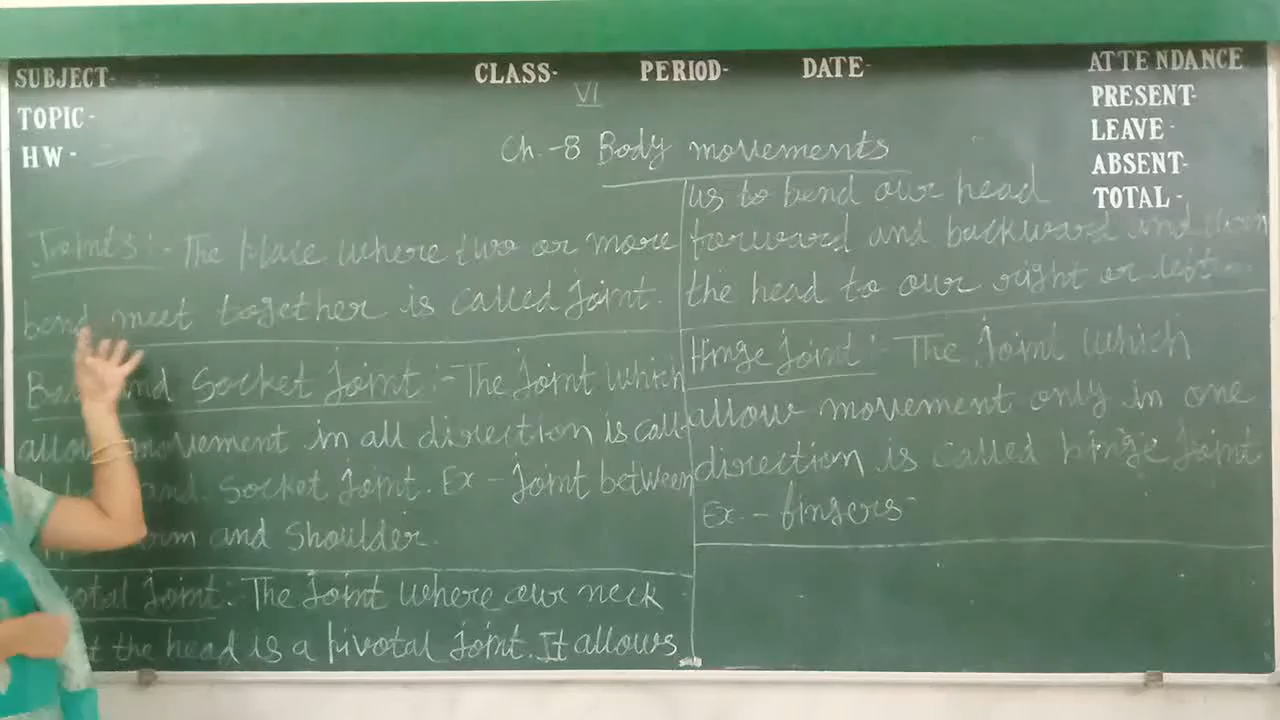 SUBJECT-
CLASS-
PERIOD-
DATE-
ATTENDANCE
VI
TOPIC-
PRESENT-
HW-
LEAVE-
ABSENT-
TOTAL-
Ch.-8 Body movements
Joints:- The place where two or more
bend meet together is called joint.
and Socket joint:- The joint which
allow movement in all direction is call-
and Socket joint. Ex - joint between
arm and shoulder.
joint: The joint where our neck
the head is a pivotal joint. It allows
us to bend our head
forward and backward and turn
the head to our right or left-
Hinge joint:- The joint which
allow movement only in one
direction is called hinge joint
Ex.- fingers-